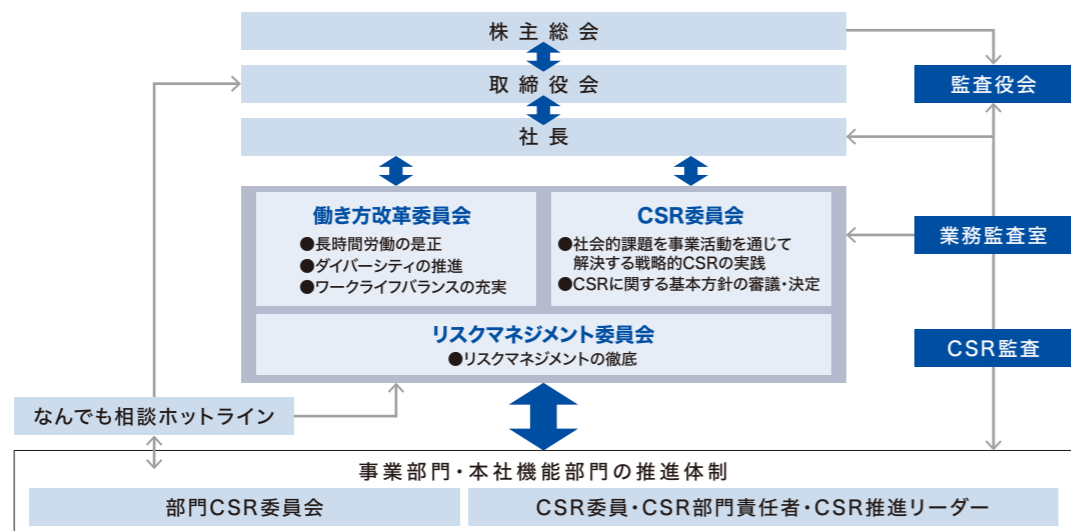 株主総会
取締役会
監査役会
社長
働き方改革委員会
●長時間労働の是正
●ダイバーシティの推進
●ワークライフバランスの充実
CSR委員会
●社会的課題を事業活動を通じて
解決する戦略的CSRの実践
●CSRに関する基本方針の審議・決定
業務監査室
リスクマネジメント委員会
●リスクマネジメントの徹底
CSR監査
なんでも相談ホットライン
事業部門・本社機能部門の推進体制
部門CSR委員会
CSR委員・CSR部門責任者・CSR推進リーダー